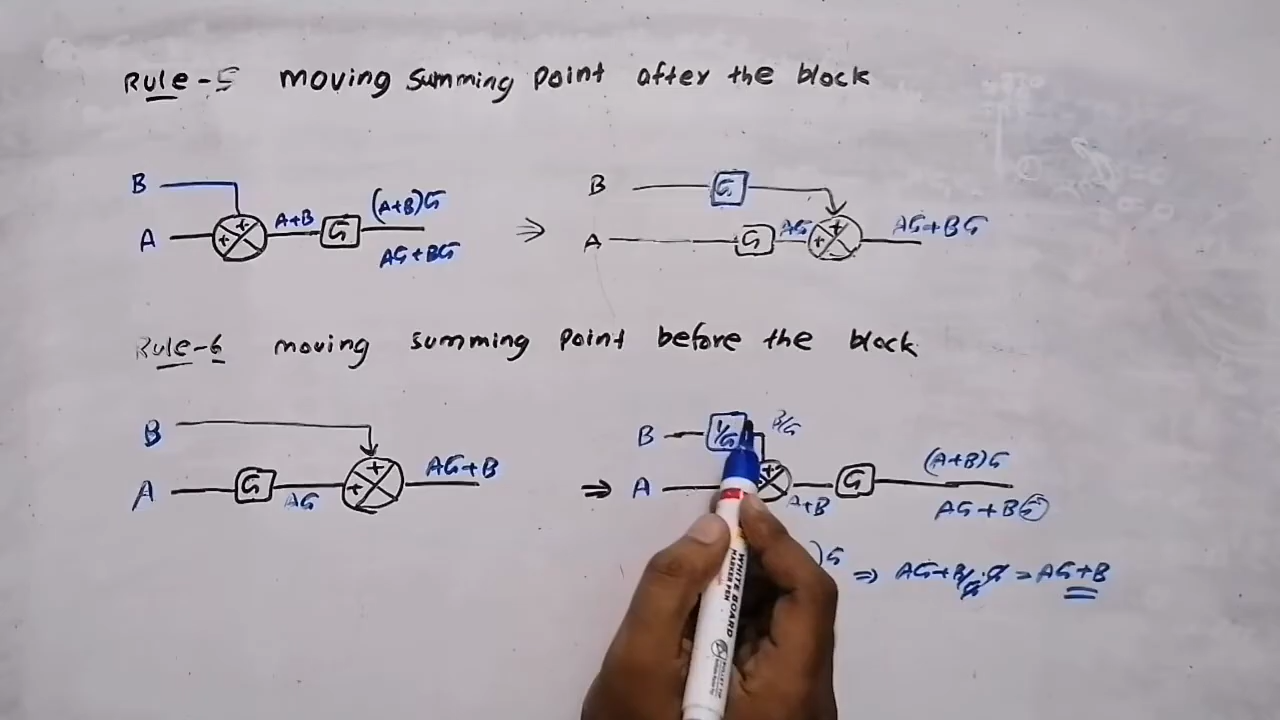 Rule-5 moving summing point after the block
B
A
+
+
A+B
G
(A+B)G
AG+BG
⇒
B
G
A
G
AG
+
+
AG+BG
Rule-6 moving summing point before the block
B
A
G
AG
+
+
AG+B
⇒
B
1/G
B/G
A
+
A+B
G
(A+B)G
AG+BG
)G ⇒ AG+B/G.G = AG+B
WHITE BOARD
MARKER PEN